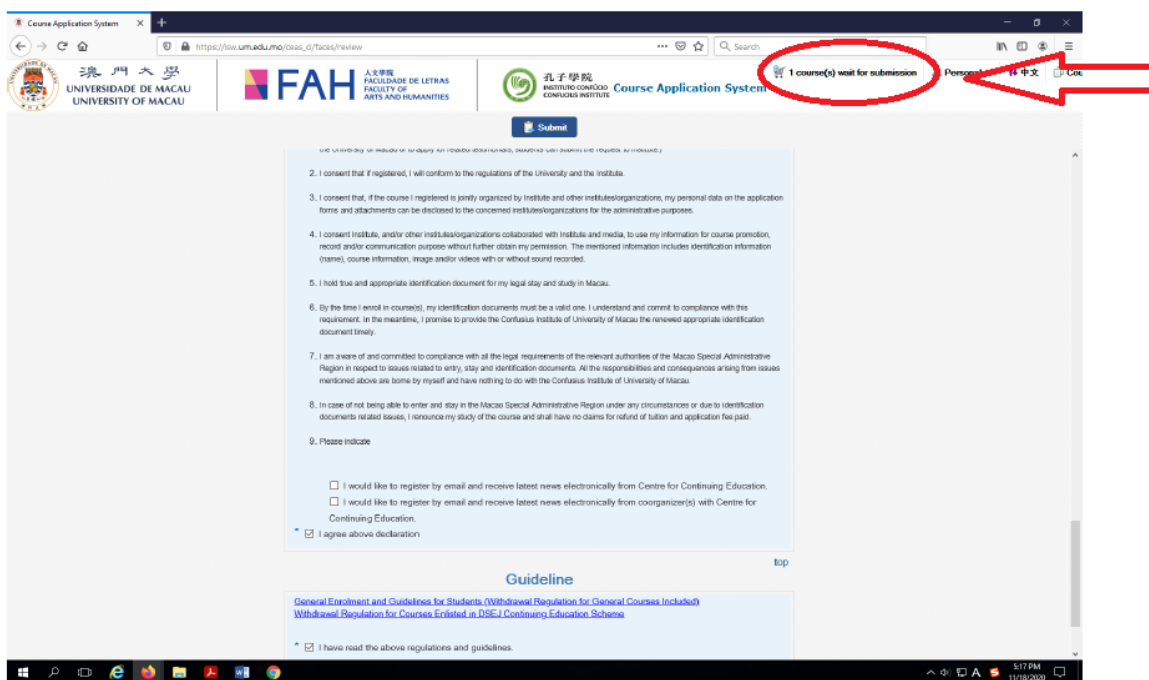 Course Application System
https://isw.um.edu.mo/ceas_d/faces/review
Search
澳門大學
UNIVERSIDADE DE MACAU
UNIVERSITY OF MACAU
FAH
人文學院
FACULDADE DE LETRAS
FACULTY OF
ARTS AND HUMANITIES
孔子學院
INSTITUTO CONFÚCIO
CONFUCIUS INSTITUTE
Course Application System
1 course(s) wait for submission
Personal
中文
Cou
Submit
the University of Macau or to apply for related testimonials, students can submit the request to Institute.)
2. I consent that if registered, I will conform to the regulations of the University and the Institute.
3. I consent that, if the course I registered is jointly organized by Institute and other institutes/organizations, my personal data on the application
forms and attachments can be disclosed to the concerned institutes/organizations for the administrative purposes.
4. I consent Institute, and/or other institutes/organizations collaborated with Institute and media, to use my information for course promotion,
record and/or communication purpose without further obtain my permission. The mentioned information includes identification information
(name), course information, image and/or videos with or without sound recorded.
5. I hold true and appropriate identification document for my legal stay and study in Macau.
6. By the time I enroll in course(s), my identification documents must be a valid one. I understand and commit to compliance with this
requirement. In the meantime, I promise to provide the Confusius Institute of University of Macau the renewed appropriate identification
document timely.
7. I am aware of and committed to compliance with all the legal requirements of the relevant authorities of the Macao Special Administrative
Region in respect to issues related to entry, stay and identification documents. All the responsibilities and consequences arising from issues
mentioned above are borne by myself and have nothing to do with the Confusius Institute of University of Macau.
8. In case of not being able to enter and stay in the Macao Special Administrative Region under any circumstances or due to identification
documents related issues, I renounce my study of the course and shall have no claims for refund of tuition and application fee paid.
9. Please indicate
I would like to register by email and receive latest news electronically from Centre for Continuing Education.
I would like to register by email and receive latest news electronically from coorganizer(s) with Centre for
Continuing Education.
* I agree above declaration
top
Guideline
General Enrolment and Guidelines for Students (Withdrawal Regulation for General Courses Included)
Withdrawal Regulation for Courses Enlisted in DSEJ Continuing Education Scheme
* I have read the above regulations and guidelines.
5:17 PM
11/18/2020